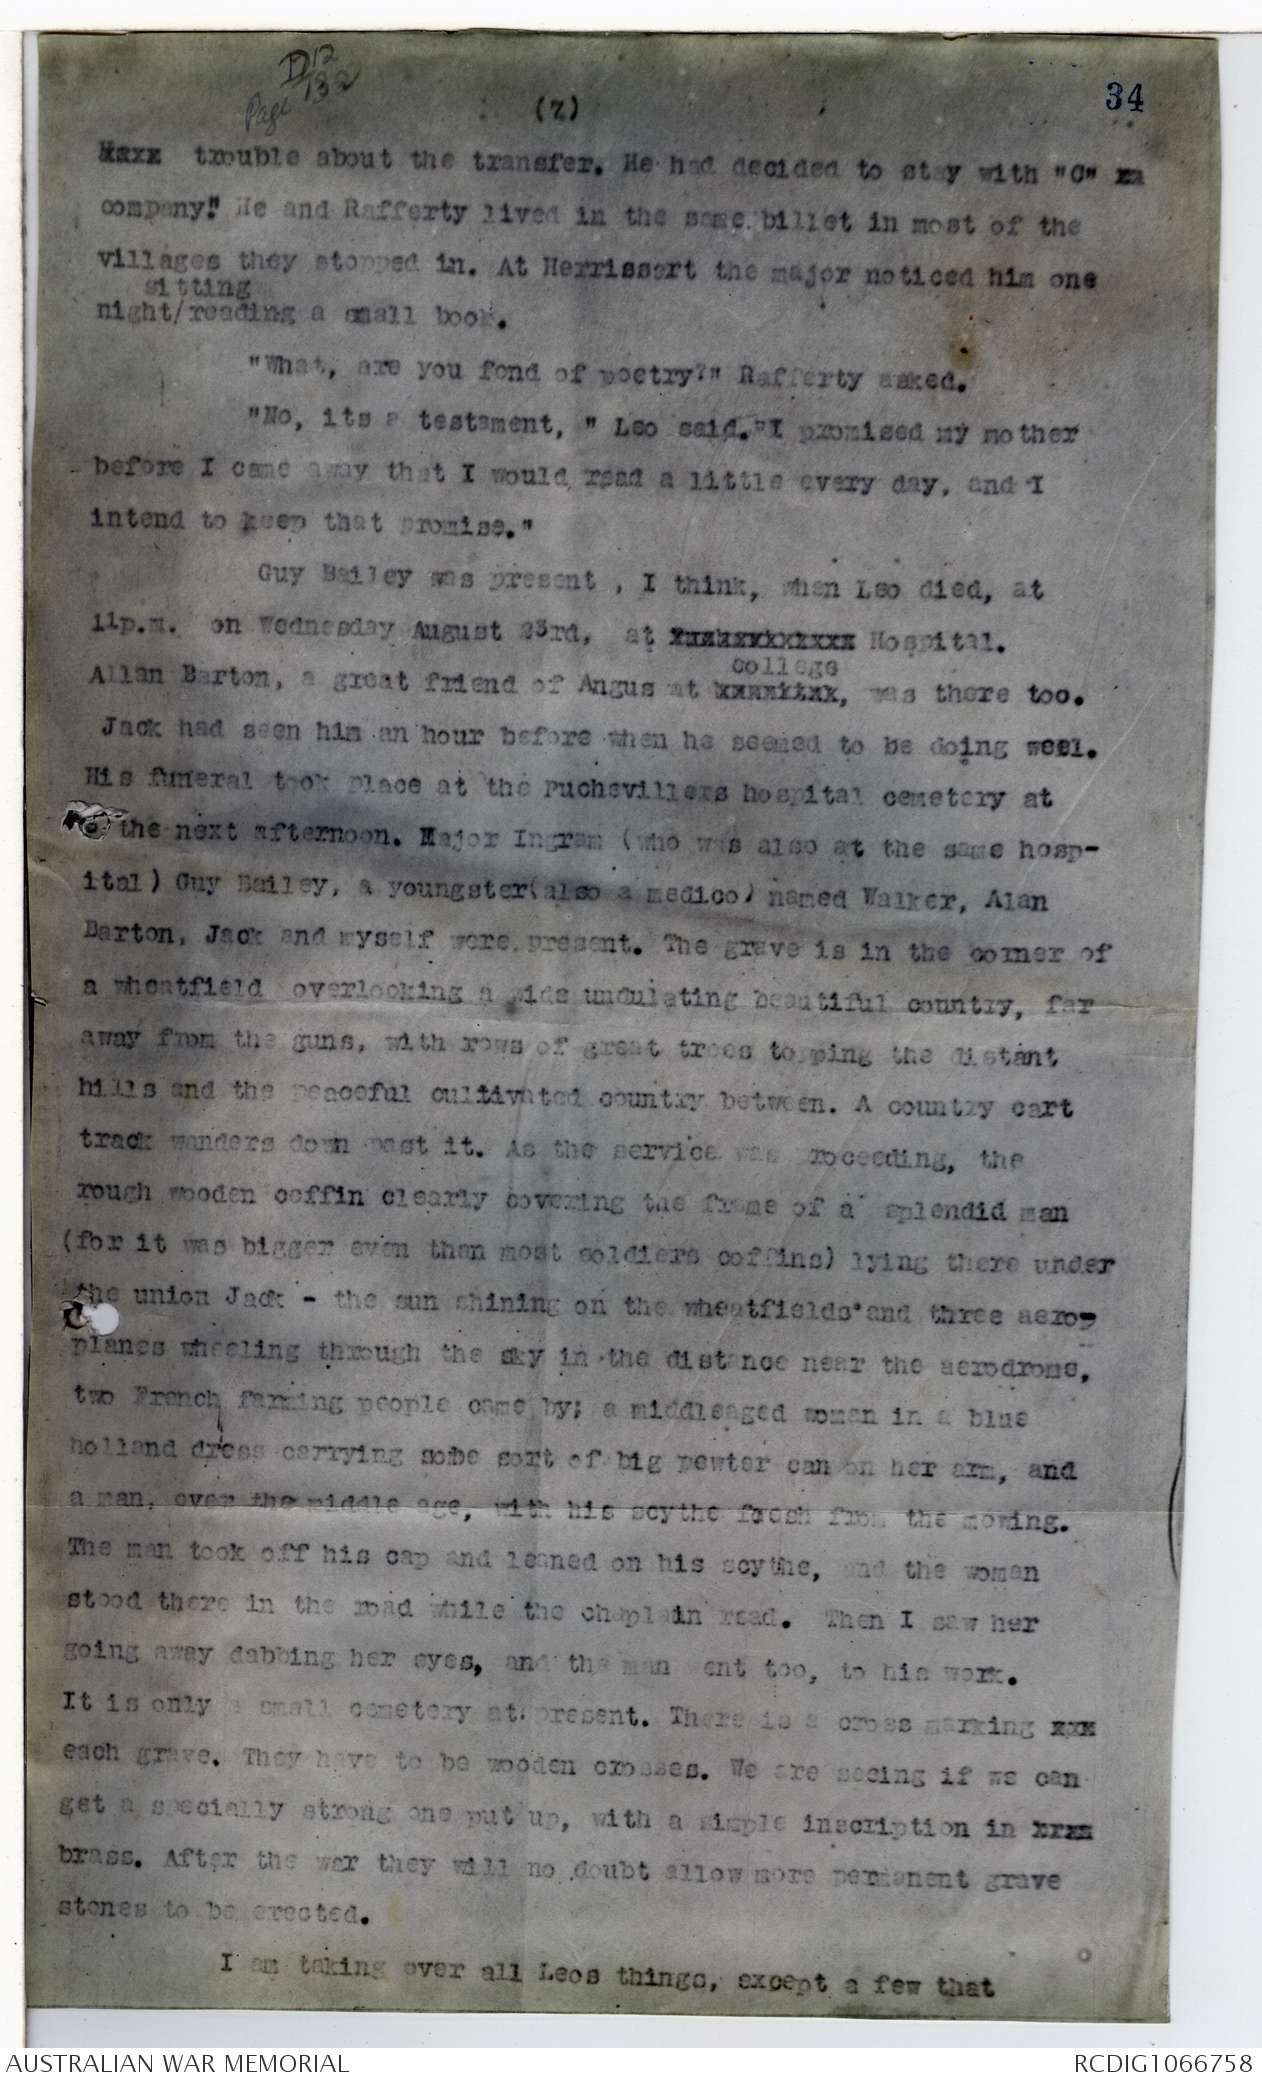 D12
Page 132
(7)
34
trouble about the transfer. He had decided to stay with "C" xx
company." He and Rafferty lived in the same billet in most of the
villages they stopped in. At Herrissart the major noticed him one
sitting
night/reading a small book.
"What, are you fond of poetry?" Rafferty asked.
"No, its a testament, " Leo said."I promised my mother
before I came away that I would read a little every day, and I
intend to keep that promise."
Guy Bailey was present , I think, when Leo died, at
11p.m. on Wednesday August 23rd, at xxxxxxxxxxxx Hospital.
college
Allan Barton, a great friend of Angus at xxxxxxxx, was there too.
Jack had seen him an hour before when he seemed to be doing weel.
His funeral took place at the Puchevillers hospital cemetery at
the next afternoon. Major Ingram (who was also at the same hosp-
ital) Guy Bailey, a youngster(also a medico) named Walker, Alan
Barton, Jack and myself were present. The grave is in the corner of
a wheatfield overlooking a wide undulating beautiful country, far
away from the guns, with rows of great trees topping the distant
hills and the peaceful cultivated country between. A country cart
track wanders down past it. As the service was proceeding, the
rough wooden coffin clearly covering the frame of a splendid man
(for it was bigger even than most soldiers coffins) lying there under
the union Jack - the sun shining on the wheatfields and three aero-
planes wheeling through the sky in the distance near the aerodrome,
two French farming people came by; a middleaged woman in a blue
holland dress carrying some sort of big pewter can on her arm, and
a man, over the middle age, with his scythe fresh from the mowing.
The man took off his cap and leaned on his scythe, and the woman
stood there in the road while the chaplain read. Then I saw her
going away dabbing her eyes, and the man went too, to his work.
It is only a small cemetery at present. There is a cross marking xxx
each grave. They have to be wooden crosses. We are seeing if we can
get a specially strong one put up, with a simple inscription in xxxx
brass. After the war they will no doubt allow more permanent grave
stones to be erected.
I am taking over all Leos things, except a few that
AUSTRALIAN WAR MEMORIAL
RCDIG1066758